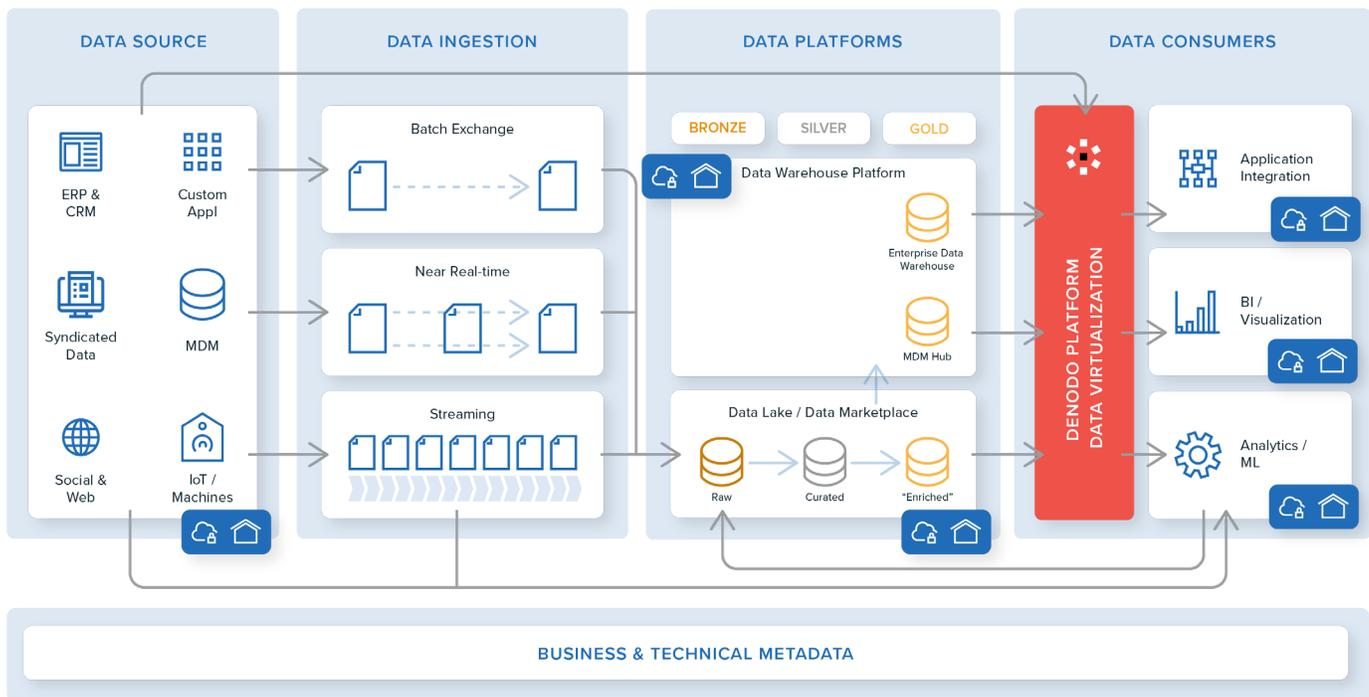 DATA SOURCE
DATA INGESTION
DATA PLATFORMS
DATA CONSUMERS
ERP &
CRM
Custom
Appl
Syndicated
Data
MDM
Social &
Web
IoT /
Machines
Batch Exchange
Near Real-time
Streaming
BRONZE
SILVER
GOLD
Data Warehouse Platform
Enterprise Data
Warehouse
MDM Hub
Data Lake / Data Marketplace
Raw
Curated
“Enriched”
DENODO PLATFORM
DATA VIRTUALIZATION
Application
Integration
BI /
Visualization
Analytics /
ML
BUSINESS & TECHNICAL METADATA